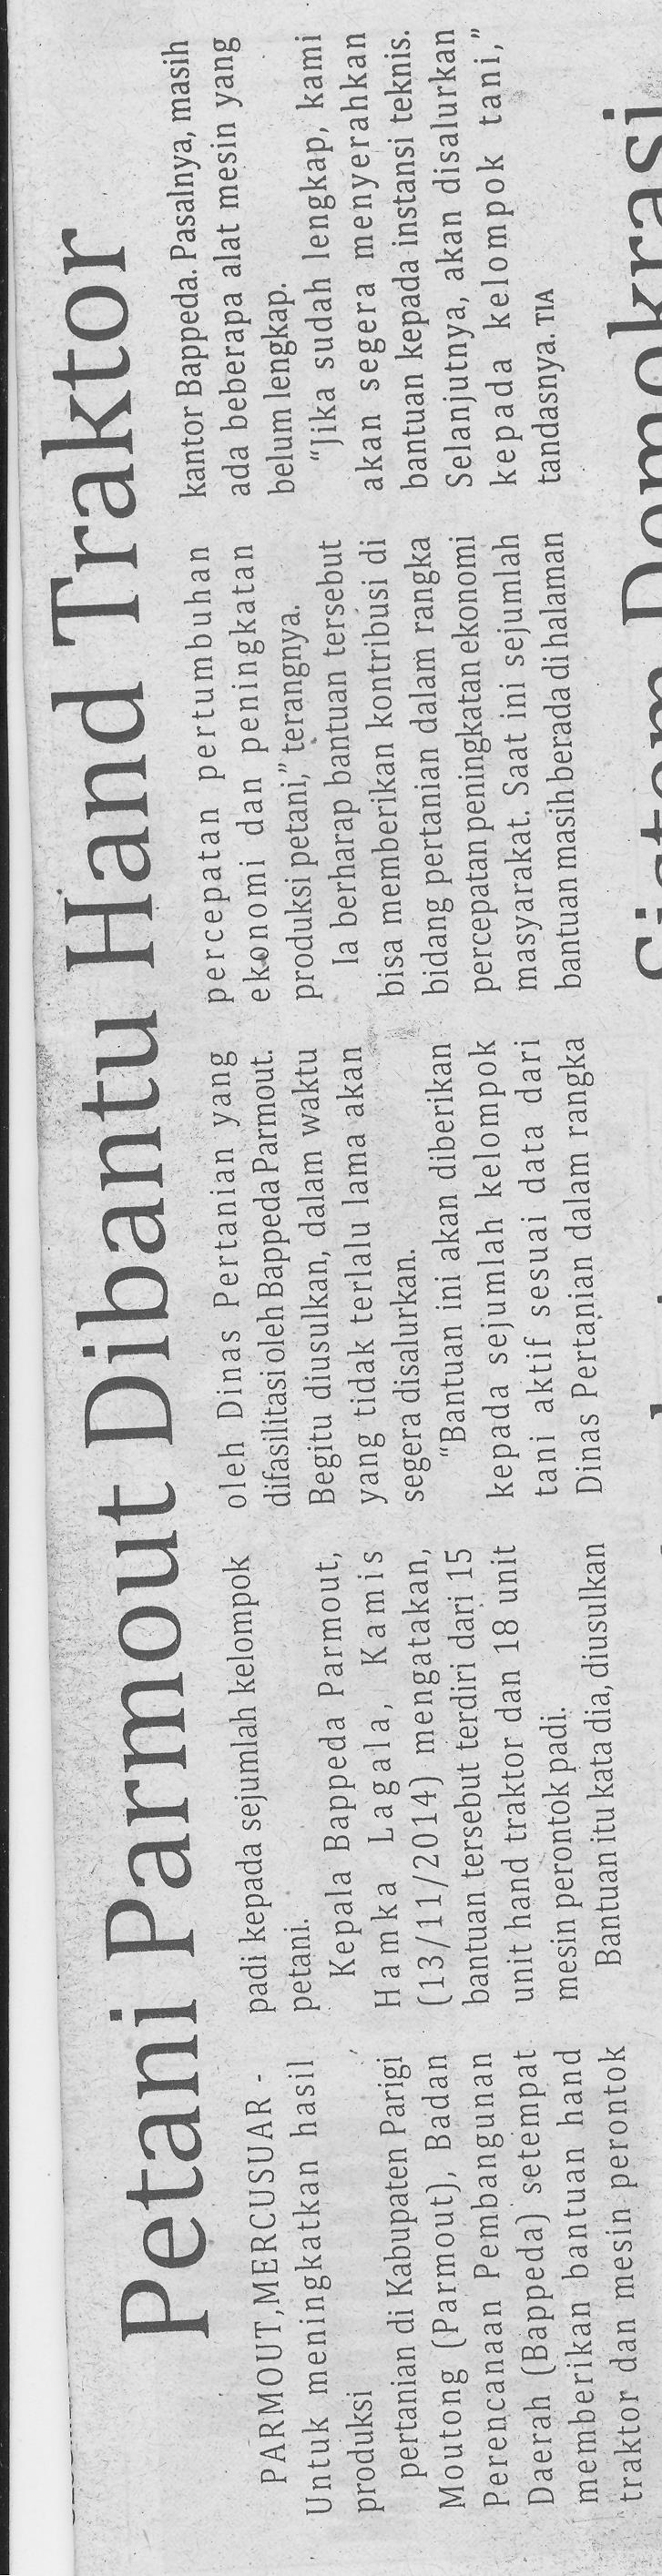 Petani Parmout Dibantu Hand Traktor
PARMOUT,MERCUSUAR -
Untuk meningkatkan hasil
produksi
pertanian di Kabupaten Parigi
Moutong (Parmout), Badan
Perencanaan Pembangunan
Daerah (Bappeda) setempat
memberikan bantuan hand
traktor dan mesin perontok
padi kepada sejumlah kelompok
petani.
Kepala Bappeda Parmout,
Hamka Lagala, Kamis
(13/11/2014) mengatakan,
bantuan tersebut terdiri dari 15
unit hand traktor dan 18 unit
mesin perontok padi.
Bantuan itu kata dia, diusulkan
oleh Dinas Pertanian yang
difasilitasi oleh Bappeda Parmout.
Begitu diusulkan, dalam waktu
yang tidak terlalu lama akan
segera disalurkan.
“Bantuan ini akan diberikan
kepada sejumlah kelompok
tani aktif sesuai data dari
Dinas Pertanian dalam rangka
percepatan pertumbuhan
ekonomi dan peningkatan
produksi petani,” terangnya.
Ia berharap bantuan tersebut
bisa memberikan kontribusi di
bidang pertanian dalam rangka
percepatan peningkatan ekonomi
masyarakat. Saat ini sejumlah
bantuan masih berada di halaman
kantor Bappeda. Pasalnya, masih
ada beberapa alat mesin yang
belum lengkap.
“Jika sudah lengkap, kami
akan segera menyerahkan
bantuan kepada instansi teknis.
Selanjutnya, akan disalurkan
kepada kelompok tani,”
tandasnya. TIA
Sistem Demokrasi